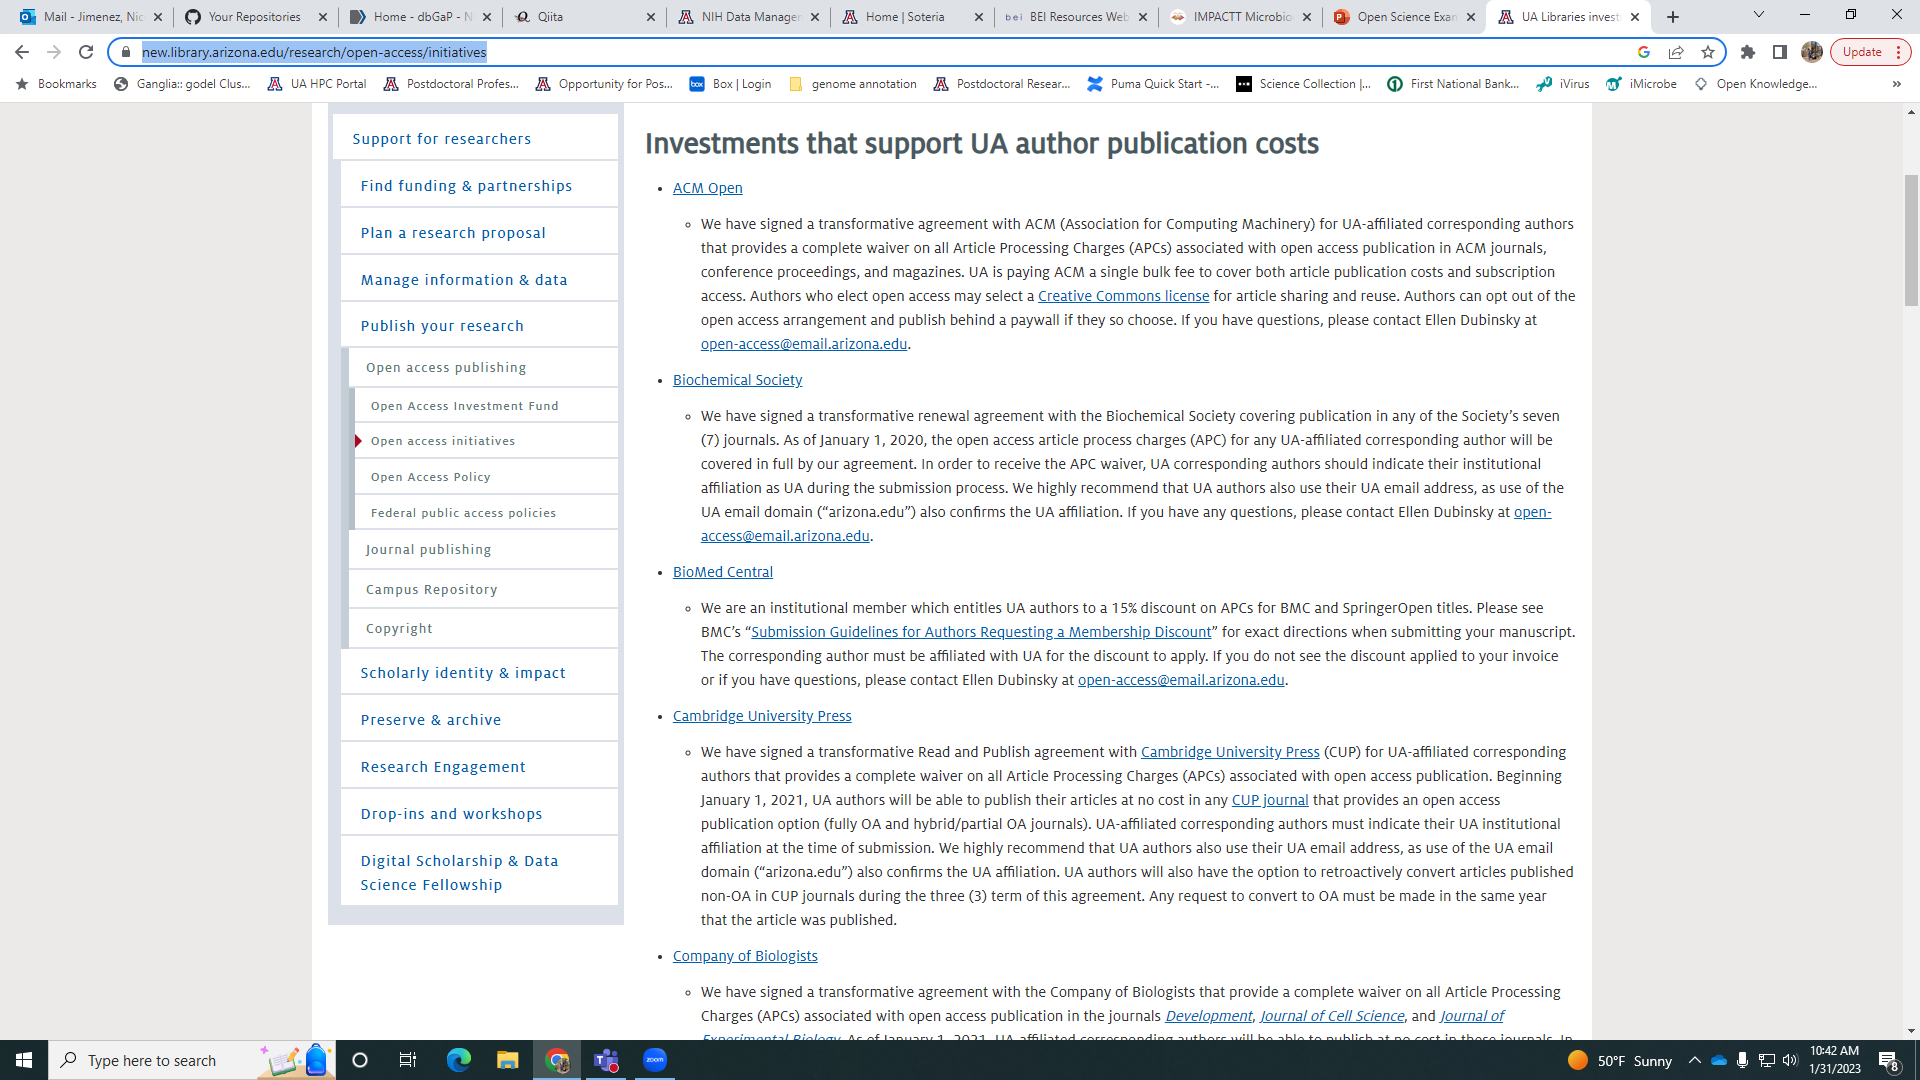 Mail - Jimenez, Nic
Your Repositories
Home - dbGaP - N
Qiita
NIH Data Managen
Home | Soteria
bei
BEI Resources Web
IMPACTT Microbio
Open Science Exan
UA Libraries invest
new.library.arizona.edu/research/open-access/initiatives
Update
Bookmarks
Ganglia:: godel Clus...
UA HPC Portal
Postdoctoral Profes...
Opportunity for Pos...
box
Box | Login
genome annotation
Postdoctoral Resear...
Puma Quick Start -...
Science Collection |...
First National Bank...
iVirus
iMicrobe
Open Knowledge...
»
Support for researchers
Find funding & partnerships
Plan a research proposal
Manage information & data
Publish your research
Open access publishing
Open Access Investment Fund
Open access initiatives
Open Access Policy
Federal public access policies
Journal publishing
Campus Repository
Copyright
Scholarly identity & impact
Preserve & archive
Research Engagement
Drop-ins and workshops
Digital Scholarship & Data
Science Fellowship
Investments that support UA author publication costs
ACM Open
We have signed a transformative agreement with ACM (Association for Computing Machinery) for UA-affiliated corresponding authors
that provides a complete waiver on all Article Processing Charges (APCs) associated with open access publication in ACM journals,
conference proceedings, and magazines. UA is paying ACM a single bulk fee to cover both article publication costs and subscription
access. Authors who elect open access may select a Creative Commons license for article sharing and reuse. Authors can opt out of the
open access arrangement and publish behind a paywall if they so choose. If you have questions, please contact Ellen Dubinsky at
open-access@email.arizona.edu.
Biochemical Society
We have signed a transformative renewal agreement with the Biochemical Society covering publication in any of the Society’s seven
(7) journals. As of January 1, 2020, the open access article process charges (APC) for any UA-affiliated corresponding author will be
covered in full by our agreement. In order to receive the APC waiver, UA corresponding authors should indicate their institutional
affiliation as UA during the submission process. We highly recommend that UA authors also use their UA email address, as use of the
UA email domain (“arizona.edu”) also confirms the UA affiliation. If you have any questions, please contact Ellen Dubinsky at open-
access@email.arizona.edu.
BioMed Central
We are an institutional member which entitles UA authors to a 15% discount on APCs for BMC and SpringerOpen titles. Please see
BMC’s “Submission Guidelines for Authors Requesting a Membership Discount” for exact directions when submitting your manuscript.
The corresponding author must be affiliated with UA for the discount to apply. If you do not see the discount applied to your invoice
or if you have questions, please contact Ellen Dubinsky at open-access@email.arizona.edu.
Cambridge University Press
We have signed a transformative Read and Publish agreement with Cambridge University Press (CUP) for UA-affiliated corresponding
authors that provides a complete waiver on all Article Processing Charges (APCs) associated with open access publication. Beginning
January 1, 2021, UA authors will be able to publish their articles at no cost in any CUP journal that provides an open access
publication option (fully OA and hybrid/partial OA journals). UA-affiliated corresponding authors must indicate their UA institutional
affiliation at the time of submission. We highly recommend that UA authors also use their UA email address, as use of the UA email
domain (“arizona.edu”) also confirms the UA affiliation. UA authors will also have the option to retroactively convert articles published
non-OA in CUP journals during the three (3) term of this agreement. Any request to convert to OA must be made in the same year
that the article was published.
Company of Biologists
We have signed a transformative agreement with the Company of Biologists that provide a complete waiver on all Article Processing
Charges (APCs) associated with open access publication in the journals Development, Journal of Cell Science, and Journal of
Experimental Biology. As of January 1, 2021, UA-affiliated corresponding authors will be able to publish at no cost in these journals. In
Type here to search
zoom
50°F Sunny
10:42 AM
1/31/2023
8